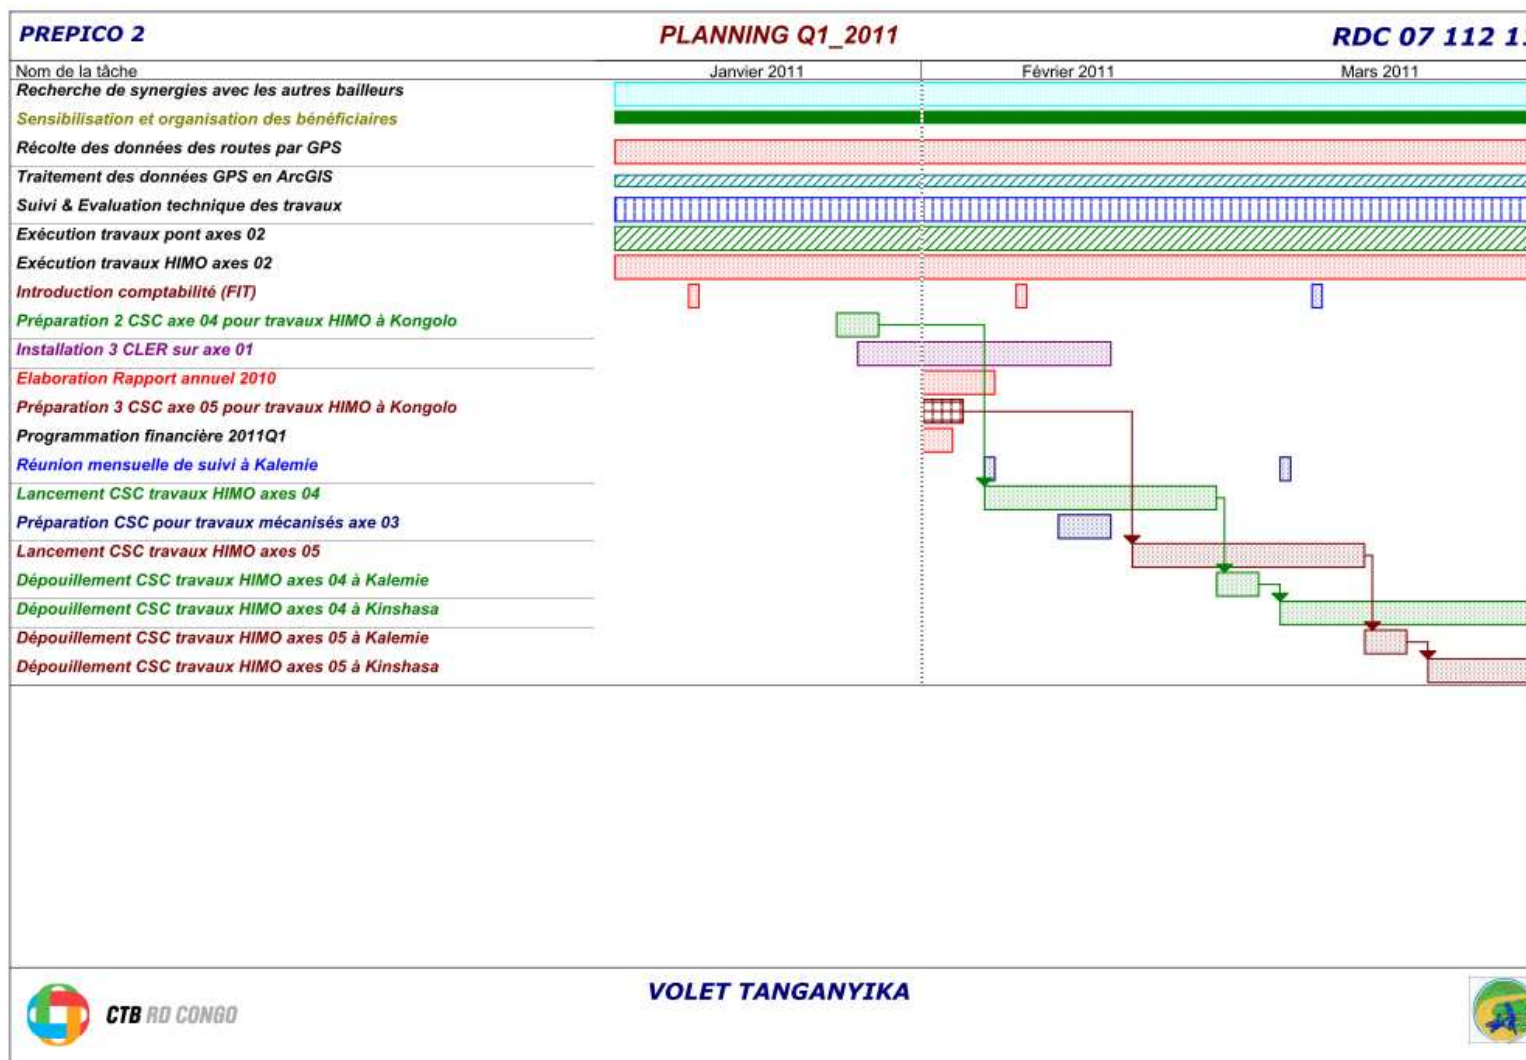 PREPICO 2
PLANNING Q1_2011
RDC 07 112 11
Nom de la tâche
Janvier 2011
Février 2011
Mars 2011
Recherche de synergies avec les autres bailleurs
Sensibilisation et organisation des bénéficiaires
Récolte des données des routes par GPS
Traitement des données GPS en ArcGIS
Suivi & Evaluation technique des travaux
Exécution travaux pont axes 02
Exécution travaux HIMO axes 02
Introduction comptabilité (FIT)
Préparation 2 CSC axe 04 pour travaux HIMO à Kongolo
Installation 3 CLER sur axe 01
Elaboration Rapport annuel 2010
Préparation 3 CSC axe 05 pour travaux HIMO à Kongolo
Programmation financière 2011Q1
Réunion mensuelle de suivi à Kalemie
Lancement CSC travaux HIMO axes 04
Préparation CSC pour travaux mécanisés axe 03
Lancement CSC travaux HIMO axes 05
Dépouillement CSC travaux HIMO axes 04 à Kalemie
Dépouillement CSC travaux HIMO axes 04 à Kinshasa
Dépouillement CSC travaux HIMO axes 05 à Kalemie
Dépouillement CSC travaux HIMO axes 05 à Kinshasa
VOLET TANGANYIKA
CTB RD CONGO